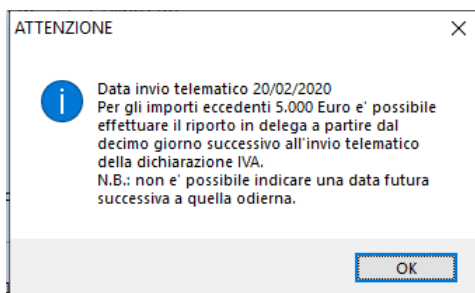 ATTENZIONE
Data invio telematico 20/02/2020
Per gli importi eccedenti 5.000 Euro e' possibile
effettuare il riporto in delega a partire dal
decimo giorno successivo all'invio telematico
della dichiarazione IVA.
N.B.: non e' possibile indicare una data futura
successiva a quella odierna.
OK